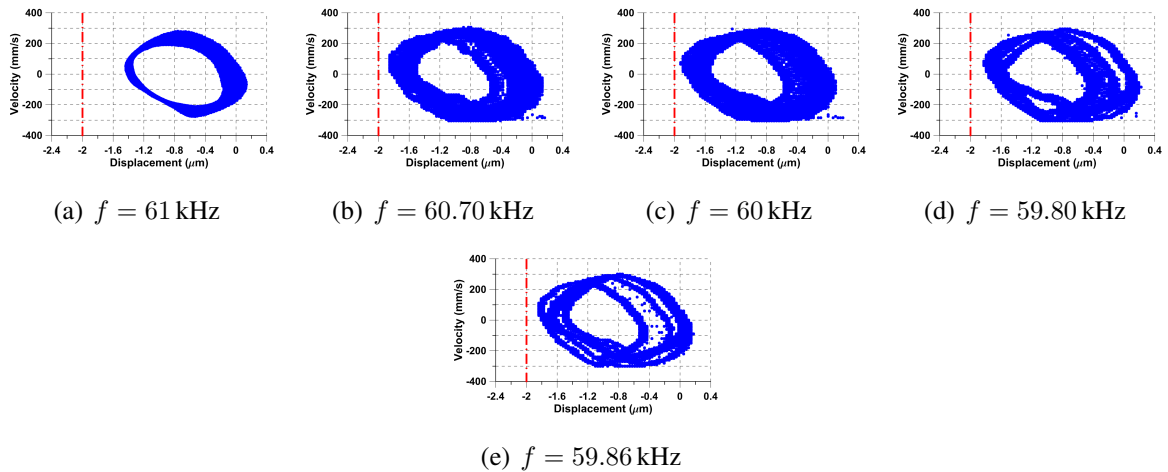 400
200
0
-200
-400
Velocity (mm/s)
-2.4 -2 -1.6 -1.2 -0.8 -0.4 0 0.4
Displacement (μm)
400
200
0
-200
-400
Velocity (mm/s)
-2.4 -2 -1.6 -1.2 -0.8 -0.4 0 0.4
Displacement (μm)
400
200
0
-200
-400
Velocity (mm/s)
-2.4 -2 -1.6 -1.2 -0.8 -0.4 0 0.4
Displacement (μm)
400
200
0
-200
-400
Velocity (mm/s)
-2.4 -2 -1.6 -1.2 -0.8 -0.4 0 0.4
Displacement (μm)
(a) f = 61 kHz
(b) f = 60.70 kHz
(c) f = 60 kHz
(d) f = 59.80 kHz
400
200
0
-200
-400
Velocity (mm/s)
-2.4 -2 -1.6 -1.2 -0.8 -0.4 0 0.4
Displacement (μm)
(e) f = 59.86 kHz